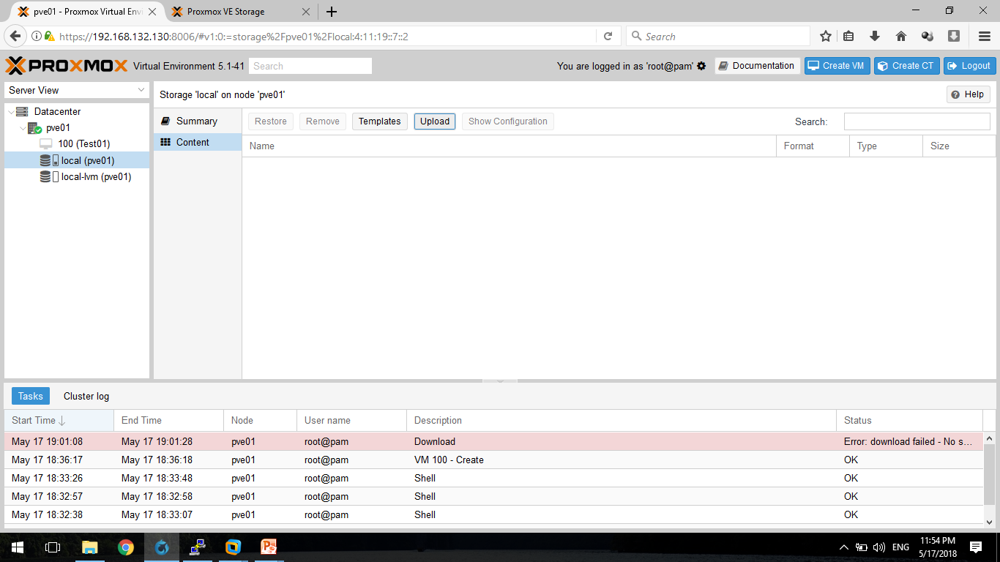 pve01 - Proxmox Virtual Envi
Proxmox VE Storage
https://192.168.132.130:8006/#v1:0:=storage%2Fpve01%2Flocal:4:11:19::7::2
Search
PROXMOX Virtual Environment 5.1-41 Search You are logged in as 'root@pam' Documentation Create VM Create CT Logout
Server View
Storage 'local' on node 'pve01' Help
Datacenter
pve01
100 (Test01)
local (pve01)
local-lvm (pve01)
Summary
Content
Restore Remove Templates Upload Show Configuration Search:
Name Format Type Size
Tasks Cluster log
Start Time End Time Node User name Description Status
May 17 19:01:08 May 17 19:01:28 pve01 root@pam Download Error: download failed - No s...
May 17 18:36:17 May 17 18:36:18 pve01 root@pam VM 100 - Create OK
May 17 18:33:26 May 17 18:33:48 pve01 root@pam Shell OK
May 17 18:32:57 May 17 18:32:58 pve01 root@pam Shell OK
May 17 18:32:38 May 17 18:33:07 pve01 root@pam Shell OK
ENG
11:54 PM
5/17/2018